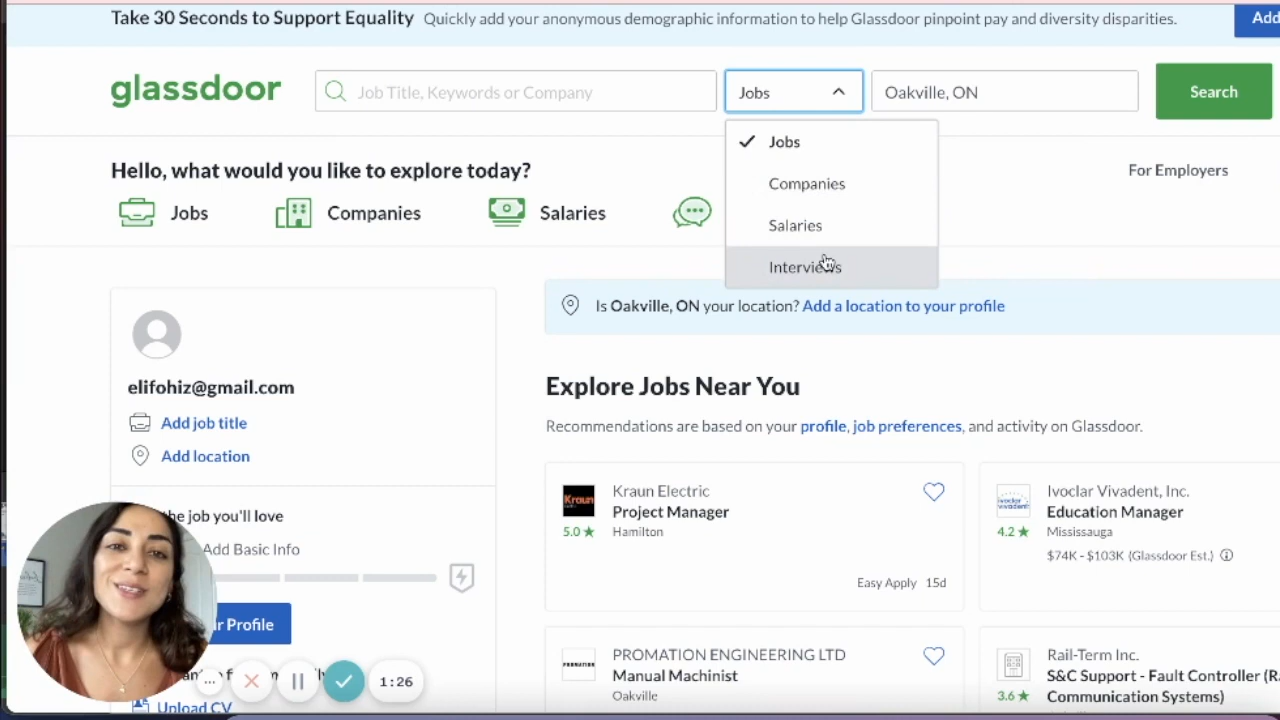 Take 30 Seconds to Support Equality Quickly add your anonymous demographic information to help Glassdoor pinpoint pay and diversity disparities. Add
glassdoor
Job Title, Keywords or Company
Jobs
Oakville, ON
Search
Jobs
Companies
Salaries
Interviews
Hello, what would you like to explore today?
For Employers
Jobs
Companies
Salaries
Is Oakville, ON your location? Add a location to your profile
elifohiz@gmail.com
Add job title
Add location
the job you'll love
Add Basic Info
Profile
Upload CV
1:26
Explore Jobs Near You
Recommendations are based on your profile, job preferences, and activity on Glassdoor.
Kraun
Kraun Electric
Project Manager
5.0 ★ Hamilton
Easy Apply 15d
ivoclar vivadent
Ivoclar Vivadent, Inc.
Education Manager
4.2 ★ Mississauga
$74K - $103K (Glassdoor Est.)
PROMATION
PROMATION ENGINEERING LTD
Manual Machinist
Oakville
Rail-Term Inc.
S&C Support - Fault Controller
3.6 ★ Communication Systems)